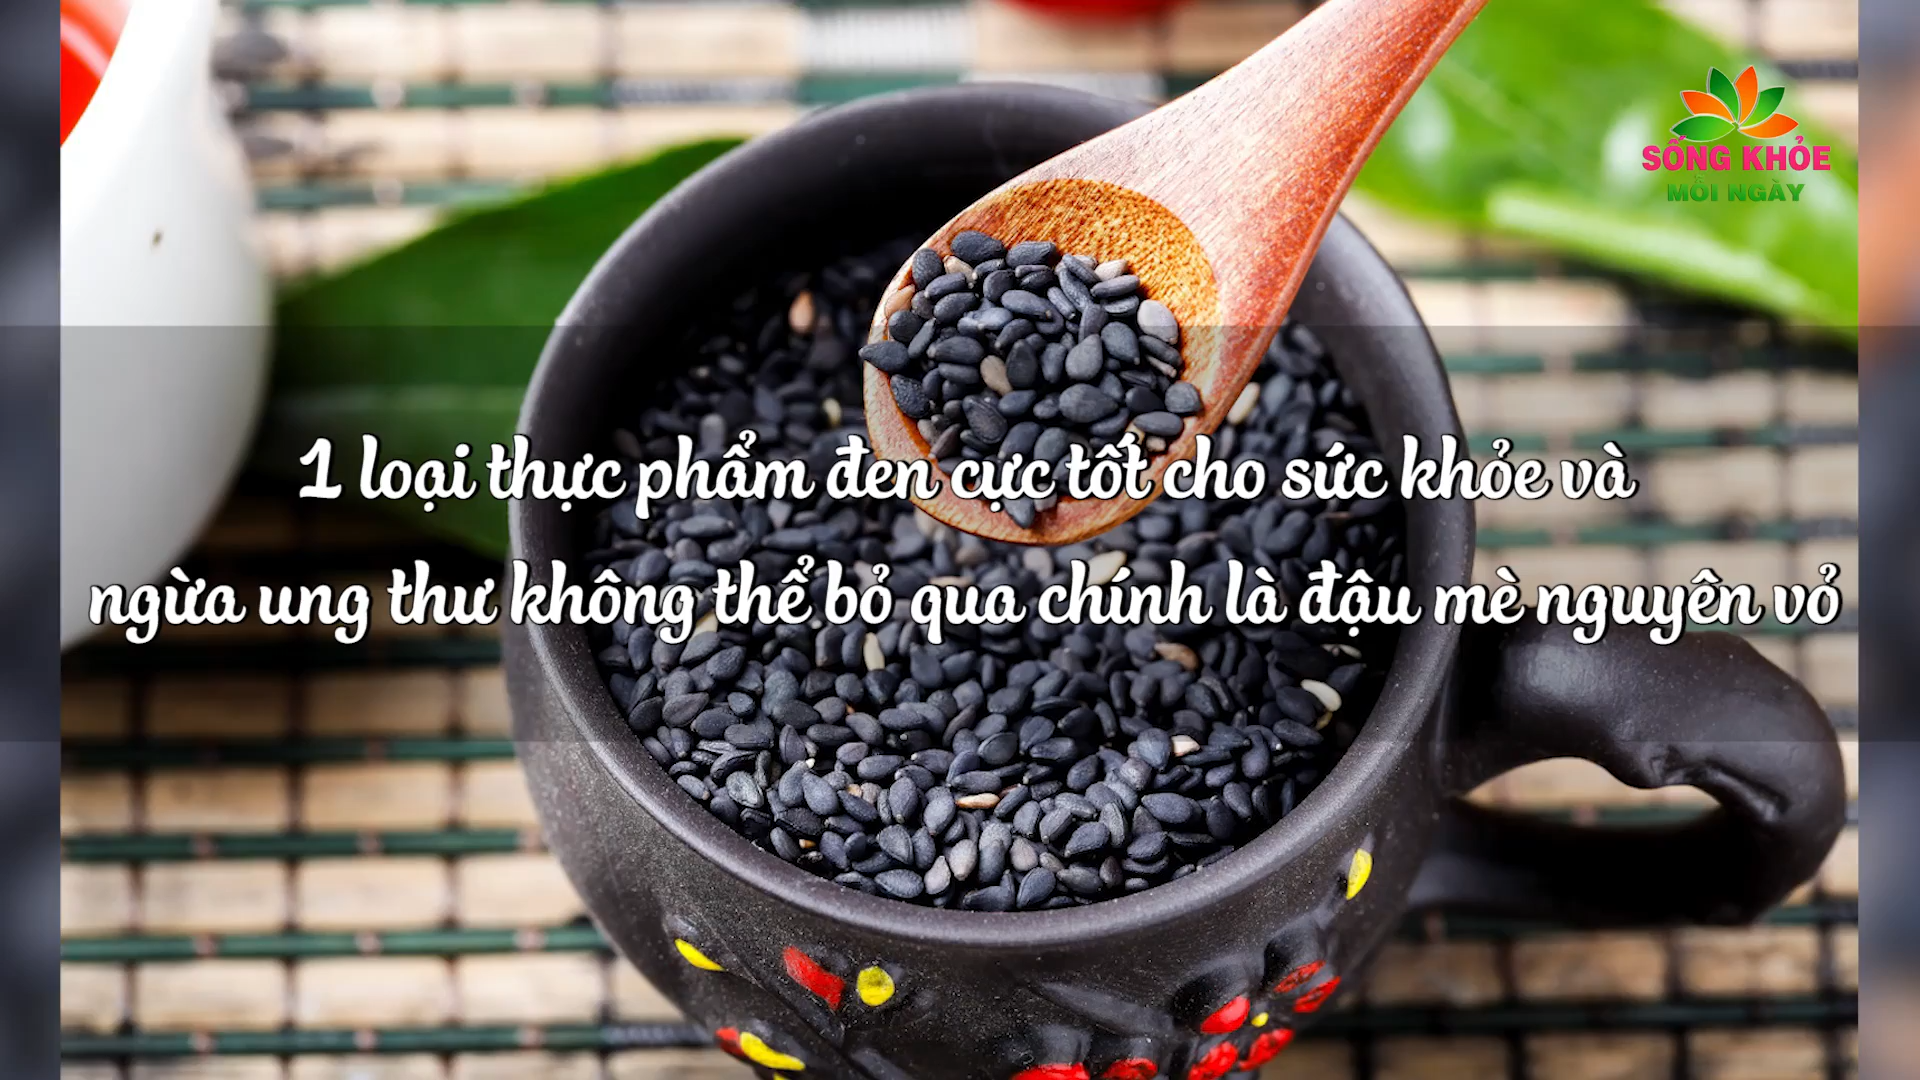 SỐNG KHỎE
MỖI NGÀY
1 loại thực phẩm đen cực tốt cho sức khỏe và
ngừa ung thư không thể bỏ qua chính là đậu mè nguyên vỏ